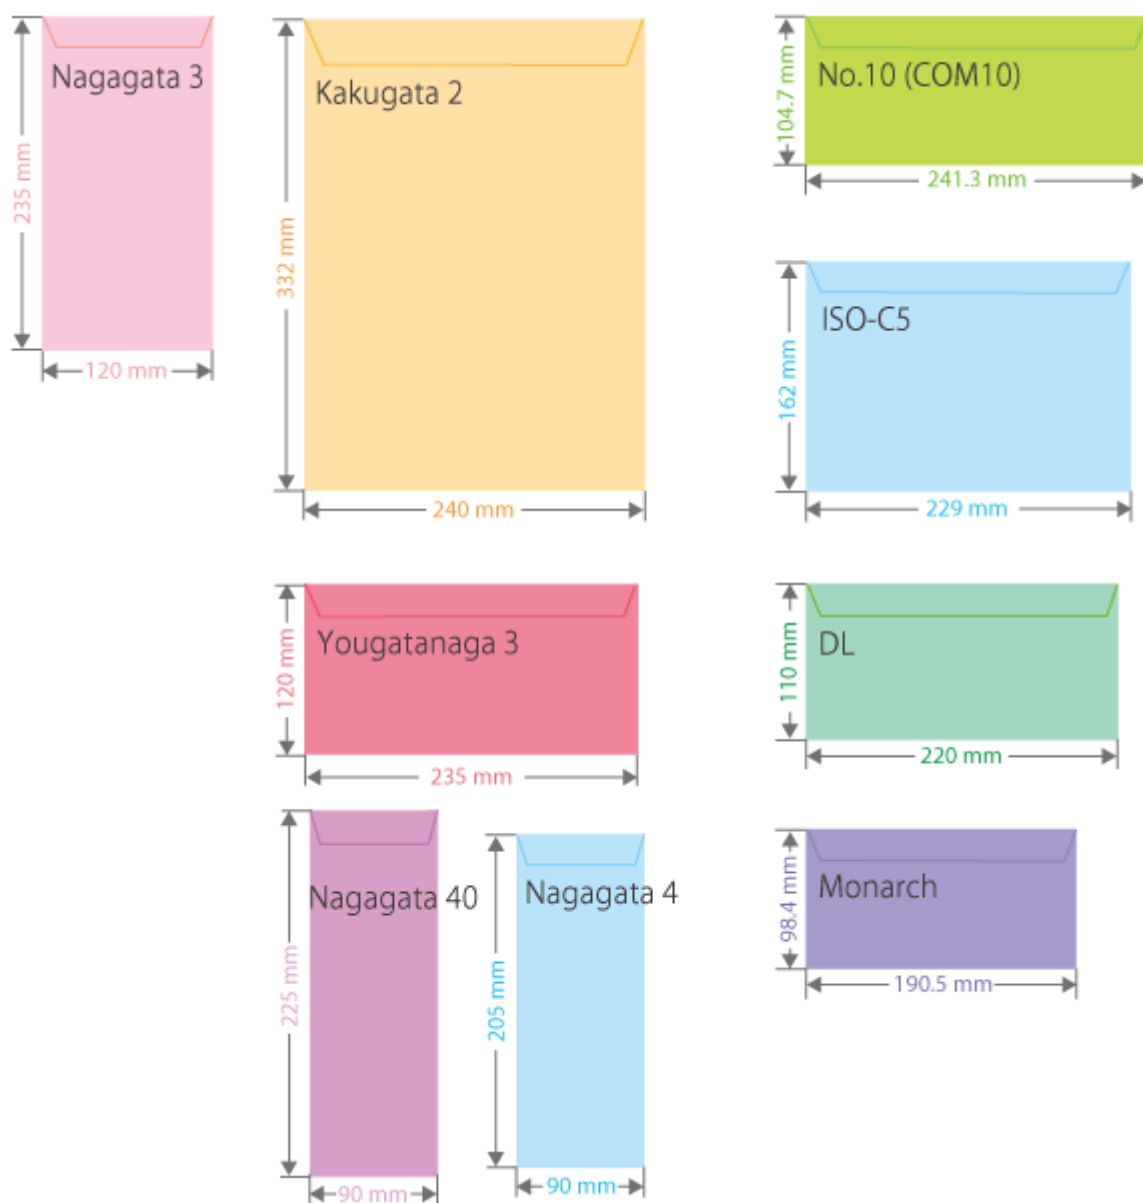 Nagagata 3
235 mm
120 mm
Kakugata 2
332 mm
240 mm
No.10 (COM10)
104.7 mm
241.3 mm
ISO-C5
162 mm
229 mm
Yougatanaga 3
120 mm
235 mm
DL
110 mm
220 mm
Nagagata 40
225 mm
90 mm
Nagagata 4
205 mm
90 mm
Monarch
98.4 mm
190.5 mm